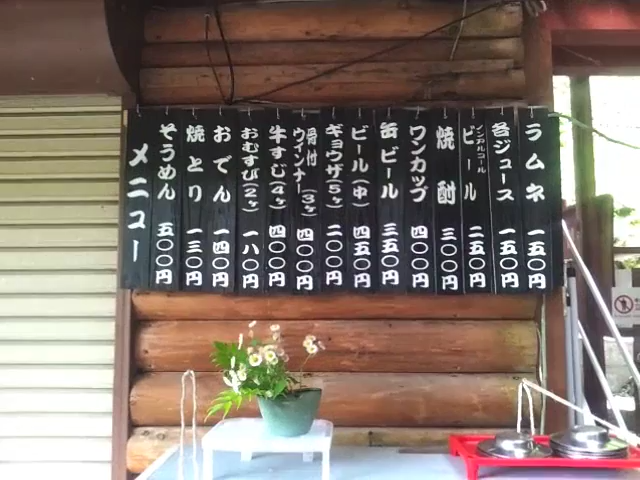 ラムネ 一五〇円
各ジュース 一五〇円
ノンアルコール
ビール 二五〇円
焼酎 三〇〇円
ワンカップ 四〇〇円
缶ビール 三五〇円
ビール(中) 四五〇円
ギョウザ(5ヶ) 二〇〇円
骨付
ウインナー(3ヶ) 四〇〇円
牛すじ(4ヶ) 四〇〇円
おむすび(2ヶ) 一八〇円
おでん 一四〇円
焼とり 一三〇円
そうめん 五〇〇円
メニュー